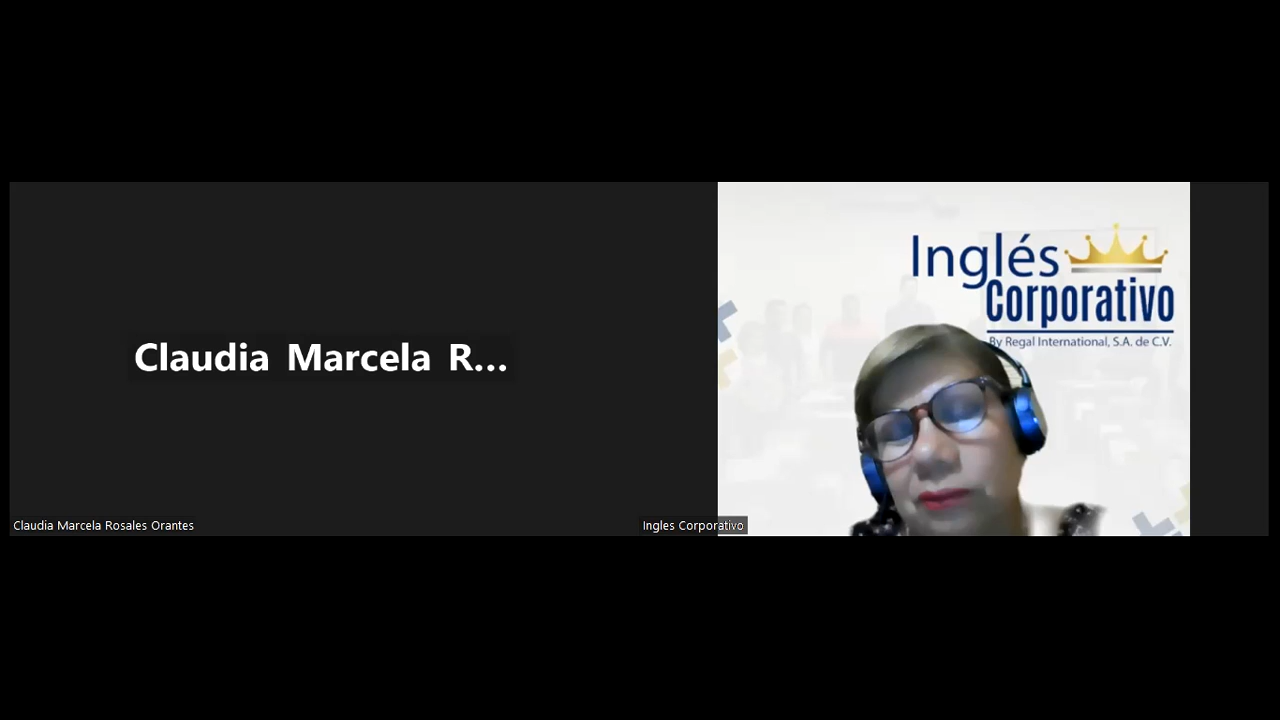 Claudia Marcela R...
Claudia Marcela Rosales Orantes
Inglés
Corporativo
By Regal International, S.A. de C.V.
Ingles Corporativo